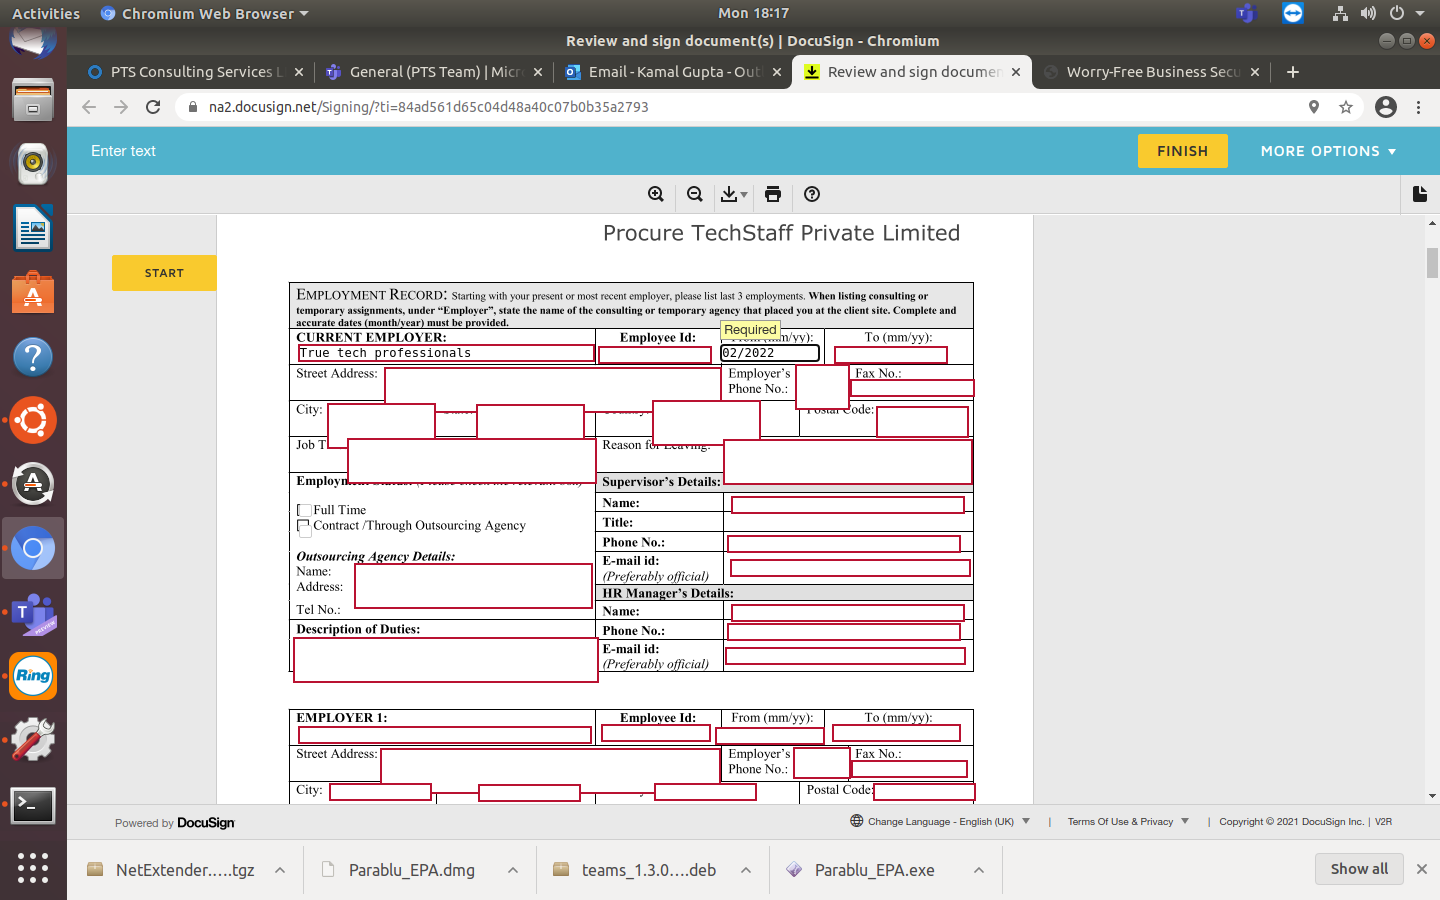 Activities
Chromium Web Browser
Mon 18:17
Review and sign document(s) | DocuSign - Chromium
PTS Consulting Services L
General (PTS Team) | Micr
Email - Kamal Gupta - Outl
Review and sign documen
Worry-Free Business Secu
na2.docusign.net/Signing/?ti=84ad561d65c04d48a40c07b0b35a2793
Enter text
FINISH
MORE OPTIONS
Procure TechStaff Private Limited
START
EMPLOYMENT RECORD: Starting with your present or most recent employer, please list last 3 employments. When listing consulting or
temporary assignments, under “Employer”, state the name of the consulting or temporary agency that placed you at the client site. Complete and
accurate dates (month/year) must be provided.
Required
CURRENT EMPLOYER:
Employee Id:
(mm/yy):
To (mm/yy):
True tech professionals
02/2022
Street Address:
Employer’s
Phone No.:
Fax No.:
City:
Postal Code:
Job T
Reason for Leaving:
Employm
Supervisor’s Details:
Name:
Full Time
Contract /Through Outsourcing Agency
Title:
Phone No.:
Outsourcing Agency Details:
E-mail id:
Name:
(Preferably official)
Address:
HR Manager’s Details:
Tel No.:
Name:
Description of Duties:
Phone No.:
E-mail id:
(Preferably official)
EMPLOYER 1:
Employee Id:
From (mm/yy):
To (mm/yy):
Street Address:
Employer’s
Phone No.:
Fax No.:
City:
Postal Code:
Powered by DocuSign
Change Language - English (UK)
Terms Of Use & Privacy
Copyright © 2021 DocuSign Inc. | V2R
NetExtender.….tgz
Parablu_EPA.dmg
teams_1.3.0….deb
Parablu_EPA.exe
Show all
Ring
PREVIEW